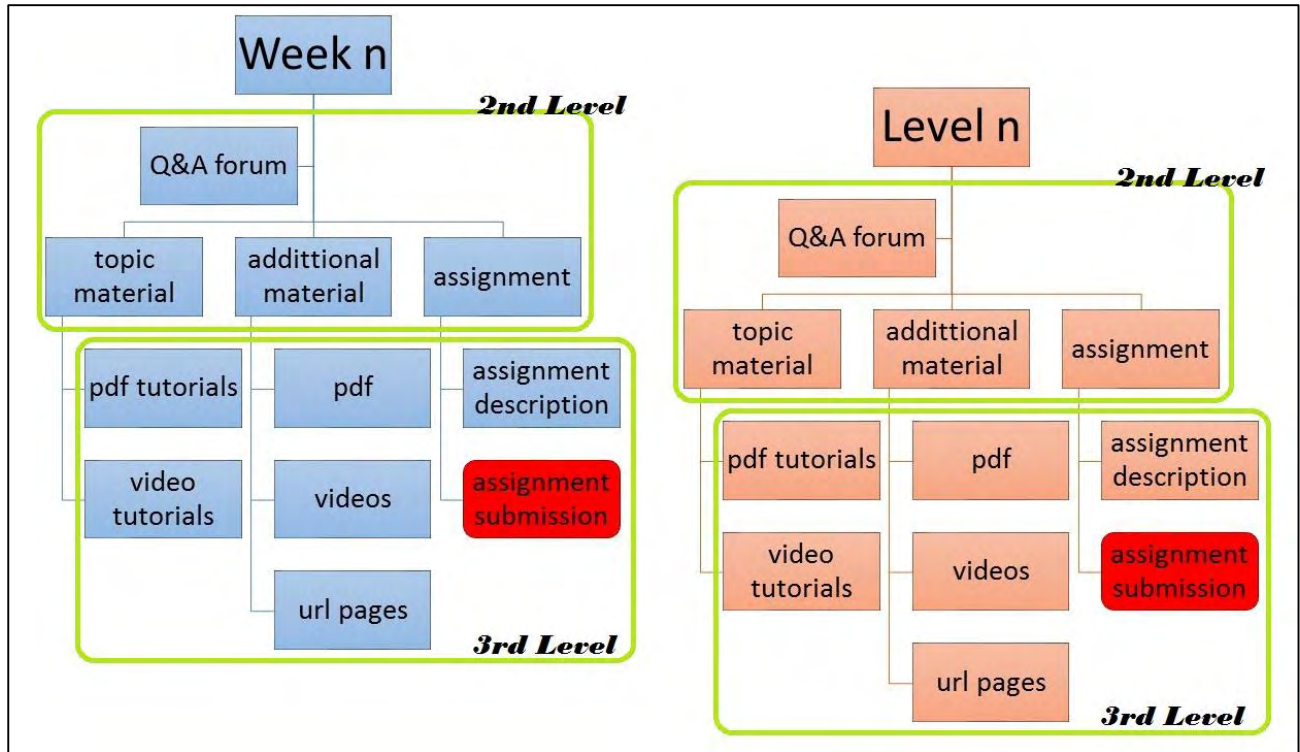 Week n
2nd Level
Q&A forum
topic
material
addittional
material
assignment
pdf tutorials
pdf
assignment
description
video
tutorials
videos
assignment
submission
url pages
3rd Level
Level n
2nd Level
Q&A forum
topic
material
addittional
material
assignment
pdf tutorials
pdf
assignment
description
video
tutorials
videos
assignment
submission
url pages
3rd Level